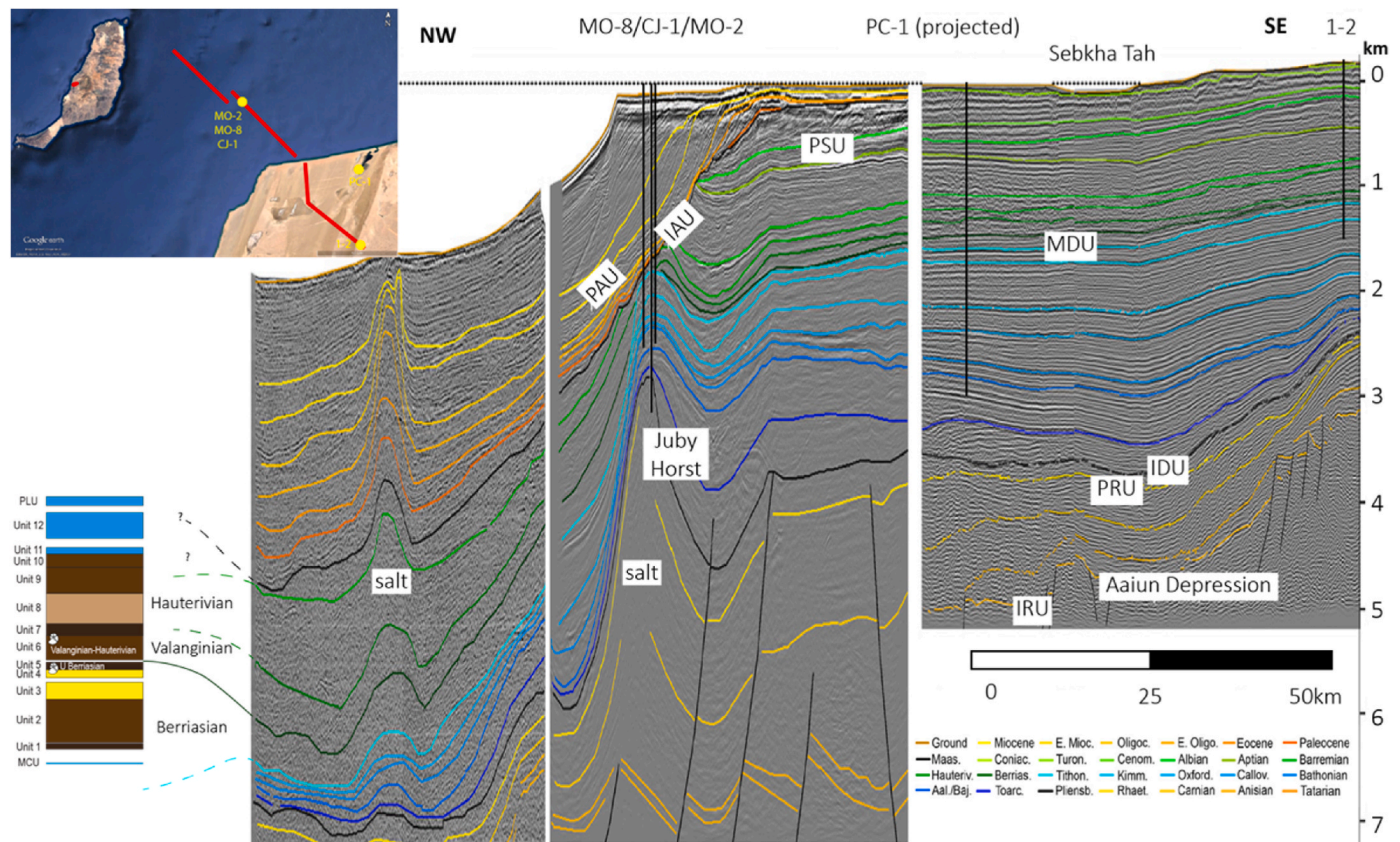 NW
MO-8/CJ-1/MO-2
PC-1 (projected)
SE
1-2
km
Sebkha Tah
N
MO-2
MO-8
CJ-1
PC-1
1-2
Google earth
0
1
2
3
4
5
6
7
PSU
IAU
PAU
MDU
Juby
Horst
salt
salt
IDU
PRU
Aaiun Depression
IRU
PLU
Unit 12
Unit 11
Unit 10
Unit 9
Unit 8
Unit 7
Unit 6
Unit 5
Unit 4
Unit 3
Unit 2
Unit 1
MCU
Valanginian-Hauterivian
U Berriasian
?
?
Hauterivian
Valanginian
Berriasian
0 25 50km
Ground Miocene E. Mioc. Oligoc. E. Oligo. Eocene Paleocene
Maas. Coniac. Turon. Cenom. Albian Aptian Barremian
Hauteriv. Berrias. Tithon. Kimm. Oxford. Callov. Bathonian
Aal./Baj. Toarc. Pliensb. Rhaet. Carnian Anisian Tatarian